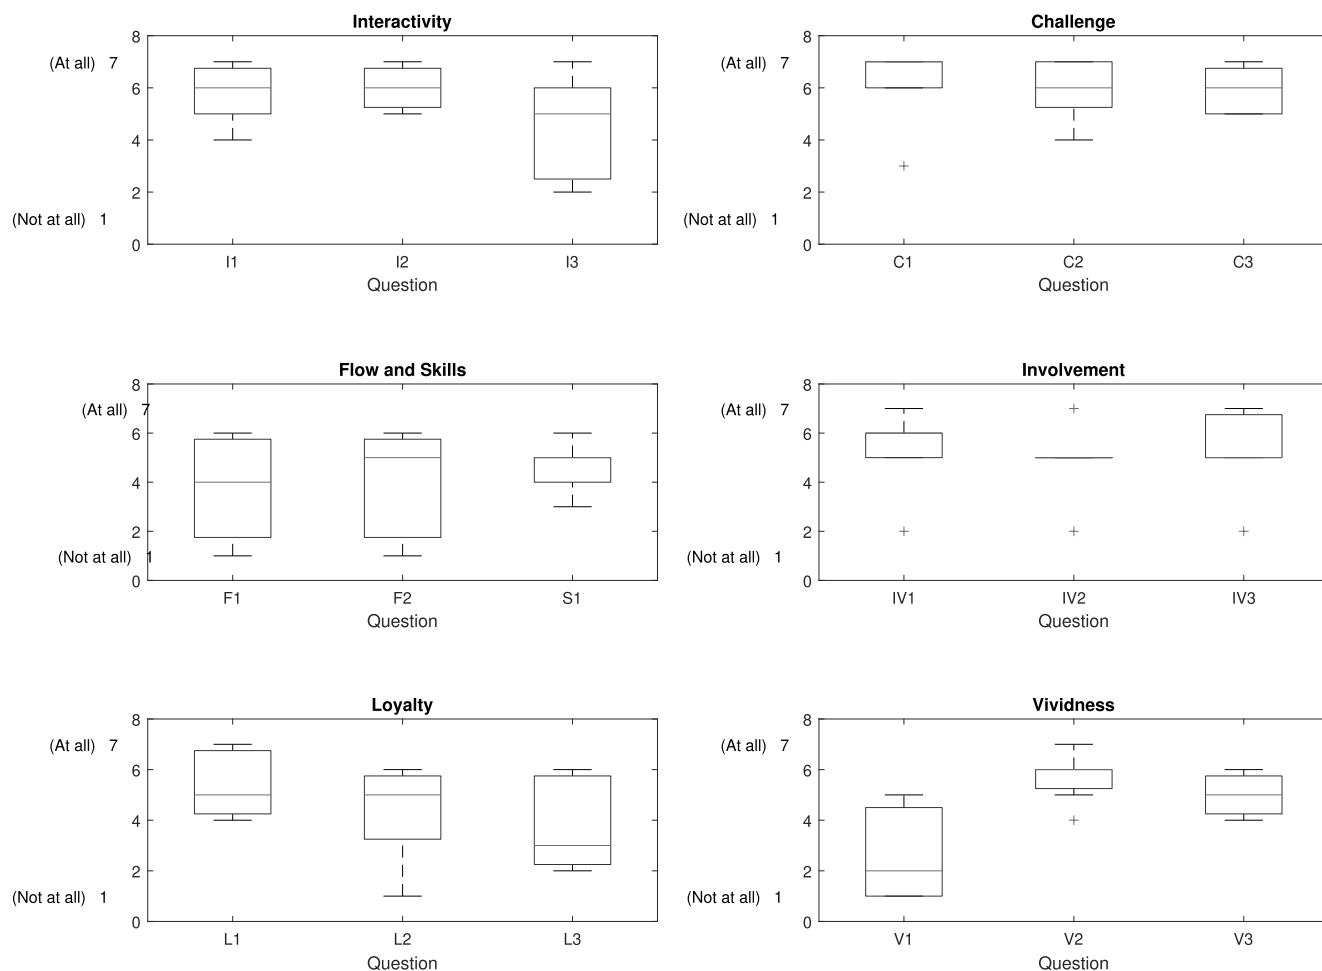 Interactivity
8
(At all) 7
6
4
2
(Not at all) 1
0
I1 I2 I3
Question
Challenge
8
(At all) 7
6
4
2
(Not at all) 1
0
C1 C2 C3
Question
Flow and Skills
8
(At all) 7
6
4
2
(Not at all) 1
0
F1 F2 S1
Question
Involvement
8
(At all) 7
6
4
2
(Not at all) 1
0
IV1 IV2 IV3
Question
Loyalty
8
(At all) 7
6
4
2
(Not at all) 1
0
L1 L2 L3
Question
Vividness
8
(At all) 7
6
4
2
(Not at all) 1
0
V1 V2 V3
Question